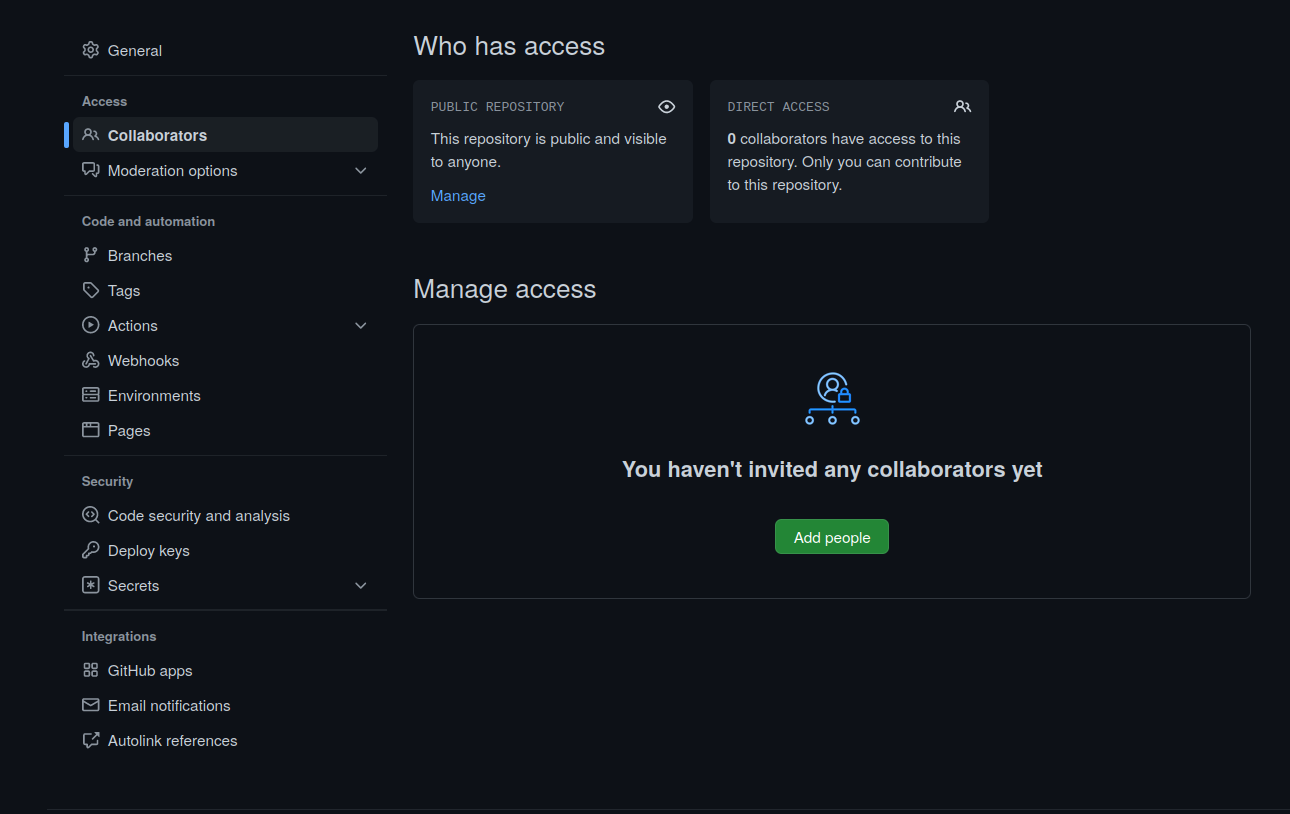 General
Access
Collaborators
Moderation options
Code and automation
Branches
Tags
Actions
Webhooks
Environments
Pages
Security
Code security and analysis
Deploy keys
Secrets
Integrations
GitHub apps
Email notifications
Autolink references
Who has access
PUBLIC REPOSITORY
This repository is public and visible
to anyone.
Manage
DIRECT ACCESS
0 collaborators have access to this
repository. Only you can contribute
to this repository.
Manage access
You haven't invited any collaborators yet
Add people